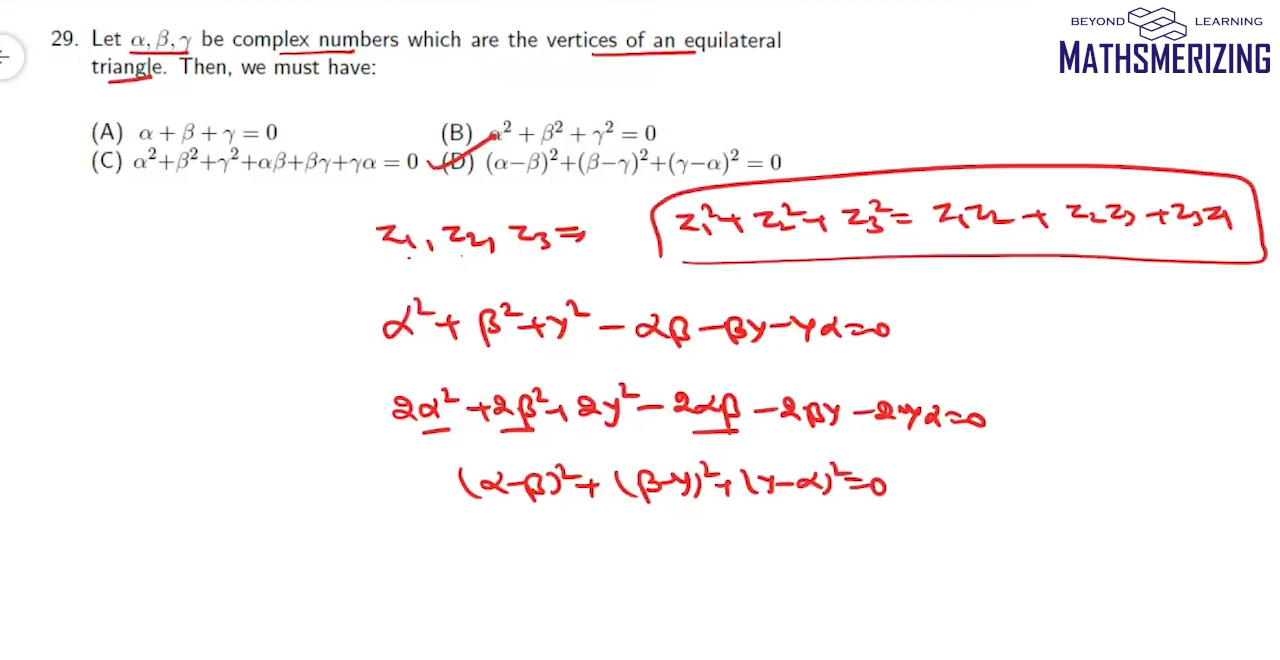 BEYOND LEARNING
MATHSMERIZING
29. Let α, β, γ be complex numbers which are the vertices of an equilateral
triangle. Then, we must have:
(A) α + β + γ = 0 (B) α² + β² + γ² = 0
(C) α²+β²+γ²+αβ+βγ+γα = 0 (D) (α−β)²+(β−γ)²+(γ−α)² = 0
z₁, z₂, z₃ ⇒ z₁² + z₂² + z₃² = z₁z₂ + z₂z₃ + z₃z₁
α² + β² + γ² − αβ − βγ − γα = 0
2α² + 2β² + 2γ² − 2αβ − 2βγ − 2γα = 0
(α−β)² + (β−γ)² + (γ−α)² = 0